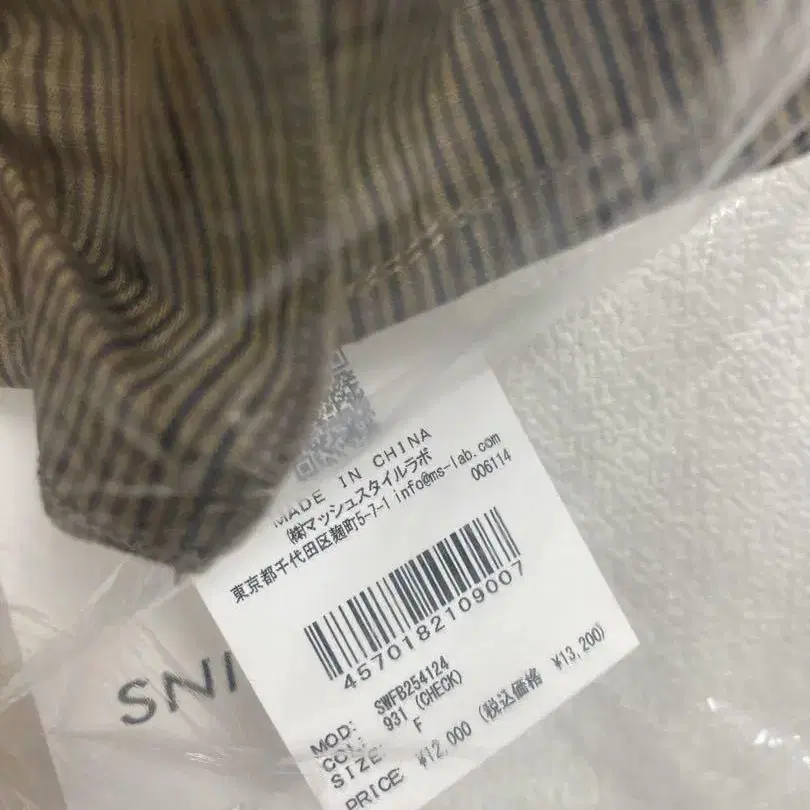 MADE IN CHINA
㈱マッシュスタイルラボ
東京都千代田区麹町5-7-1 info@ms-lab.com
006114
4570182109007
MOD: SWFB254124
COL: 931 (CHECK)
SIZE: F
PRICE: ¥12,000 (税込価格 ¥13,200)
SNI